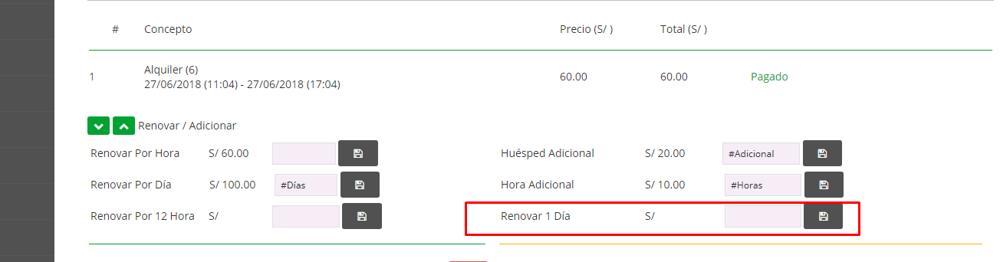 # Concepto Precio (S/ ) Total (S/ )
Alquiler (6)
1 60.00 60.00 Pagado
27/06/2018 (11:04) - 27/06/2018 (17:04)
Renovar / Adicionar
Renovar Por Hora S/ 60.00 Huésped Adicional S/ 20.00 #Adicional
Renovar Por Día S/ 100.00 #Días Hora Adicional S/ 10.00 #Horas
Renovar Por 12 Hora S/ Renovar 1 Día S/